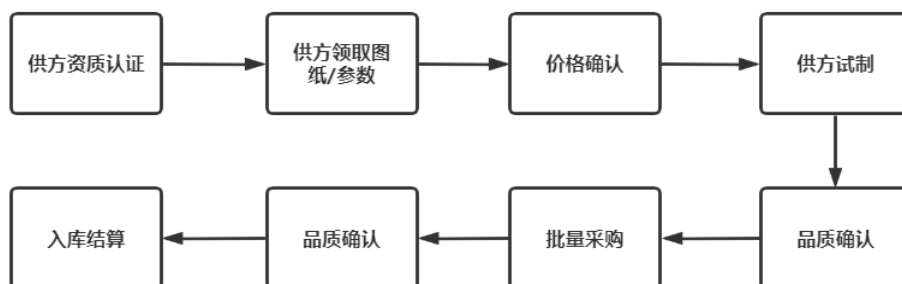 供方资质认证
供方领取图
纸/参数
价格确认
供方试制
入库结算
品质确认
批量采购
品质确认